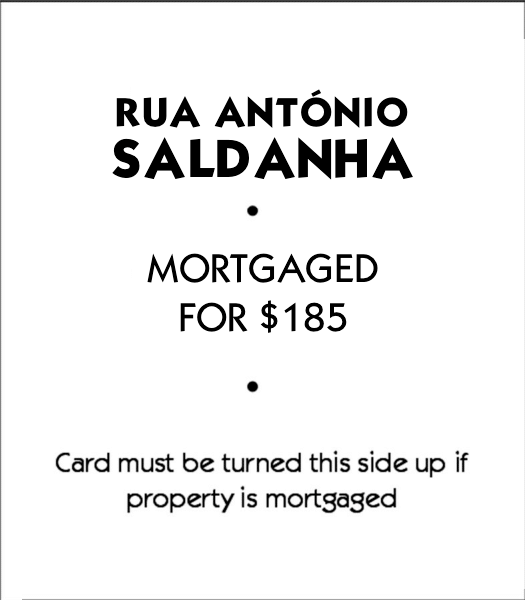 RUA ANTÓNIO
SALDANHA
•
MORTGAGED
FOR $185
•
Card must be turned this side up if
property is mortgaged